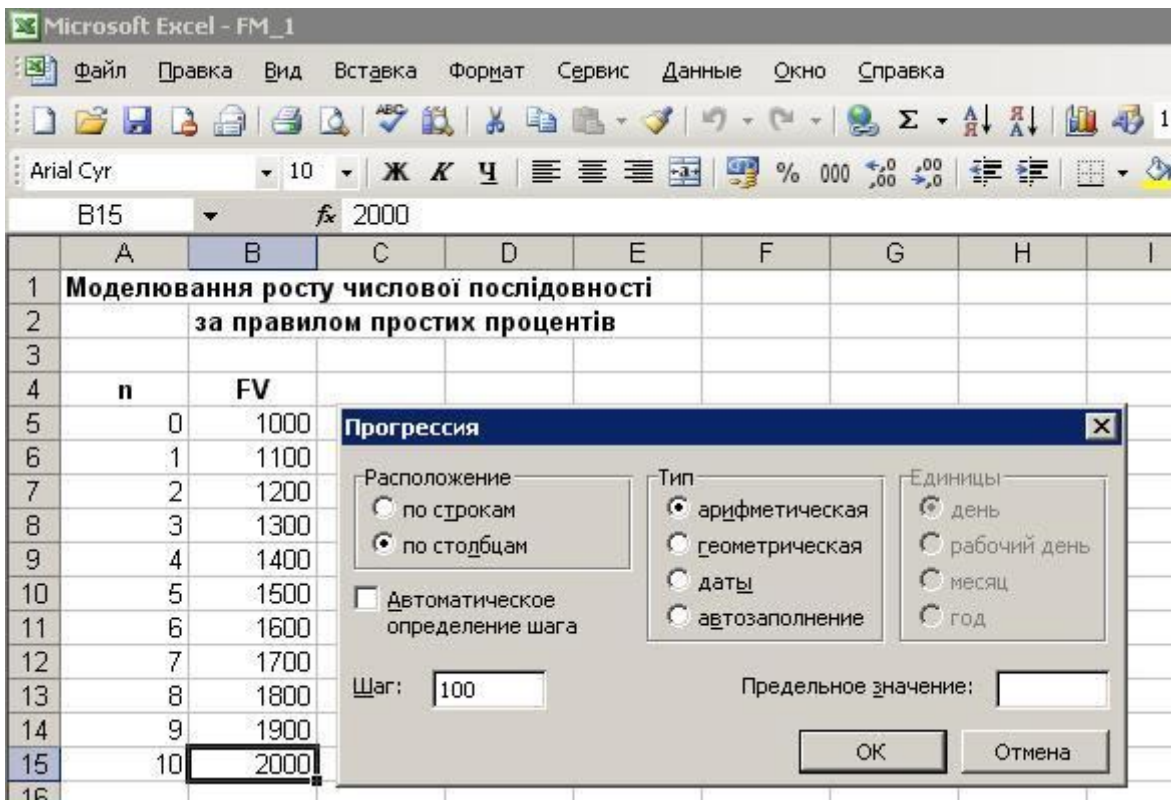 Microsoft Excel - FM_1
Файл Правка Вид Вставка Формат Сервис Данные Окно Справка
Arial Cyr 10 Ж К Ч % 000
B15 fx 2000
A B C D E F G H I
1 Моделювання росту числової послідовності
2 за правилом простих процентів
3
4 n FV
5 0 1000
6 1 1100
7 2 1200
8 3 1300
9 4 1400
10 5 1500
11 6 1600
12 7 1700
13 8 1800
14 9 1900
15 10 2000
16
Прогрессия
Расположение
по строкам
по столбцам
Автоматическое
определение шага
Тип
арифметическая
геометрическая
даты
автозаполнение
Единицы
день
рабочий день
месяц
год
Шаг: 100
Предельное значение:
ОК Отмена